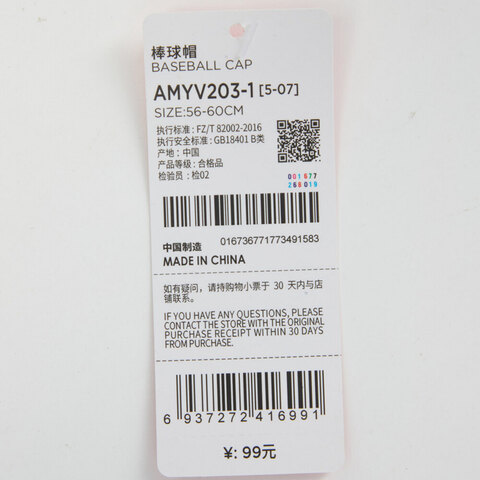 棒球帽
BASEBALL CAP
AMYV203-1 [5-07]
SIZE:56-60CM
执行标准 : FZ/T 82002-2016
执行安全标准 : GB18401 B类
产地 : 中国
产品等级 : 合格品
检验员 : 检02
001677
266019
016736771773491583
中国制造
MADE IN CHINA
如有疑问，请持购物小票于 30 天内与店
铺联系。
IF YOU HAVE ANY QUESTIONS, PLEASE
CONTACT THE STORE WITH THE ORIGINAL
PURCHASE RECEIPT WITHIN 30 DAYS
FROM PURCHASE.
6 937272 416991
¥: 99元